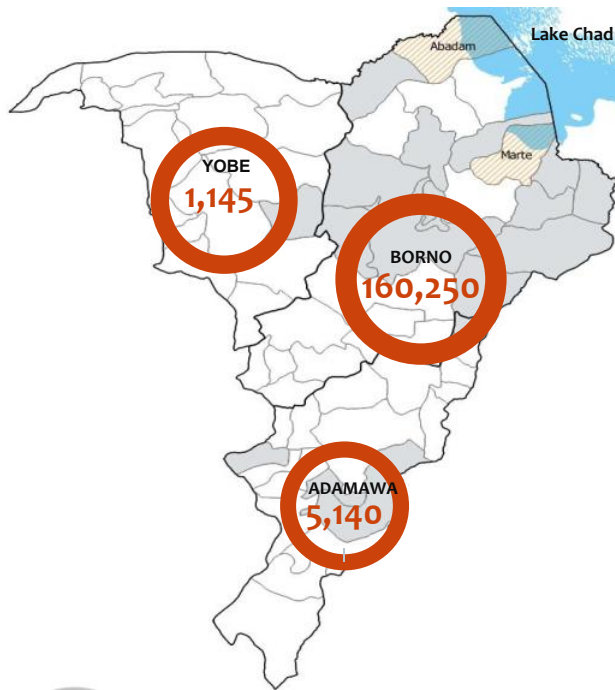 Lake Chad
Abadam
Marte
YOBE
1,145
BORNO
160,250
ADAMAWA
5,140